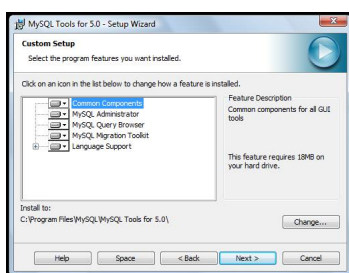 MySQL Tools for 5.0 - Setup Wizard
Custom Setup
Select the program features you want installed.
Click on an icon in the list below to change how a feature is installed.
Common Components
MySQL Administrator
MySQL Query Browser
MySQL Migration Toolkit
Language Support
Feature Description
Common components for all GUI
tools
This feature requires 18MB on
your hard drive.
Install to:
C:\Program Files\MySQL\MySQL Tools for 5.0\
Change...
Help
Space
< Back
Next >
Cancel